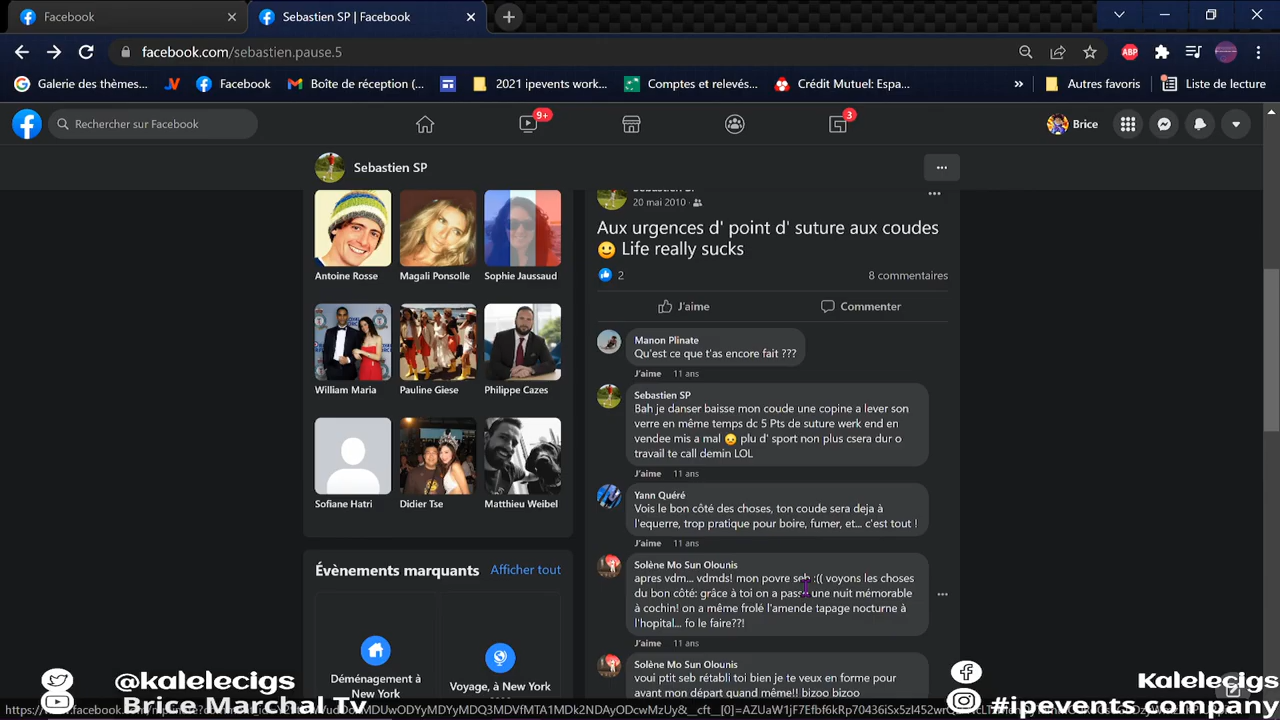 Facebook
Sebastien SP | Facebook
facebook.com/sebastien.pause.5
ABP
Galerie des thèmes...
Facebook
Boîte de réception (...
2021 ipevents work...
Comptes et relevés...
Crédit Mutuel: Espa...
»
Autres favoris
Liste de lecture
Rechercher sur Facebook
9+
3
Brice
Sebastien SP
Antoine Rosse
Magali Ponsolle
Sophie Jaussaud
William Maria
Pauline Giese
Philippe Cazes
Sofiane Hatri
Didier Tse
Matthieu Weibel
Évènements marquants
Afficher tout
Déménagement à
New York
Voyage, à New York
Sebastien SP
20 mai 2010
Aux urgences d' point d' suture aux coudes
🙂 Life really sucks
2
8 commentaires
J'aime
Commenter
Manon Plinate
Qu'est ce que t'as encore fait ???
J'aime 11 ans
Sebastien SP
Bah je danser baisse mon coude une copine a lever son
verre en même temps dc 5 Pts de suture werk end en
vendee mis a mal 😟 plu d' sport non plus csera dur o
travail te call demin LOL
J'aime 11 ans
Yann Quéré
Vois le bon côté des choses, ton coude sera deja à
l'equerre, trop pratique pour boire, fumer, et... c'est tout !
J'aime 11 ans
Solène Mo Sun Olounis
apres vdm... vdmds! mon povre seb :(( voyons les choses
du bon côté: grâce à toi on a passé une nuit mémorable
à cochin! on a même frolé l'amende tapage nocturne à
l'hopital... fo le faire??!
J'aime 11 ans
Solène Mo Sun Olounis
voui ptit seb rétabli toi bien je te veux en forme pour
avant mon départ quand même!! bizoo bizoo
@kalelecigs
Brice Marchal Tv
Kalelecigs
#ipevents company